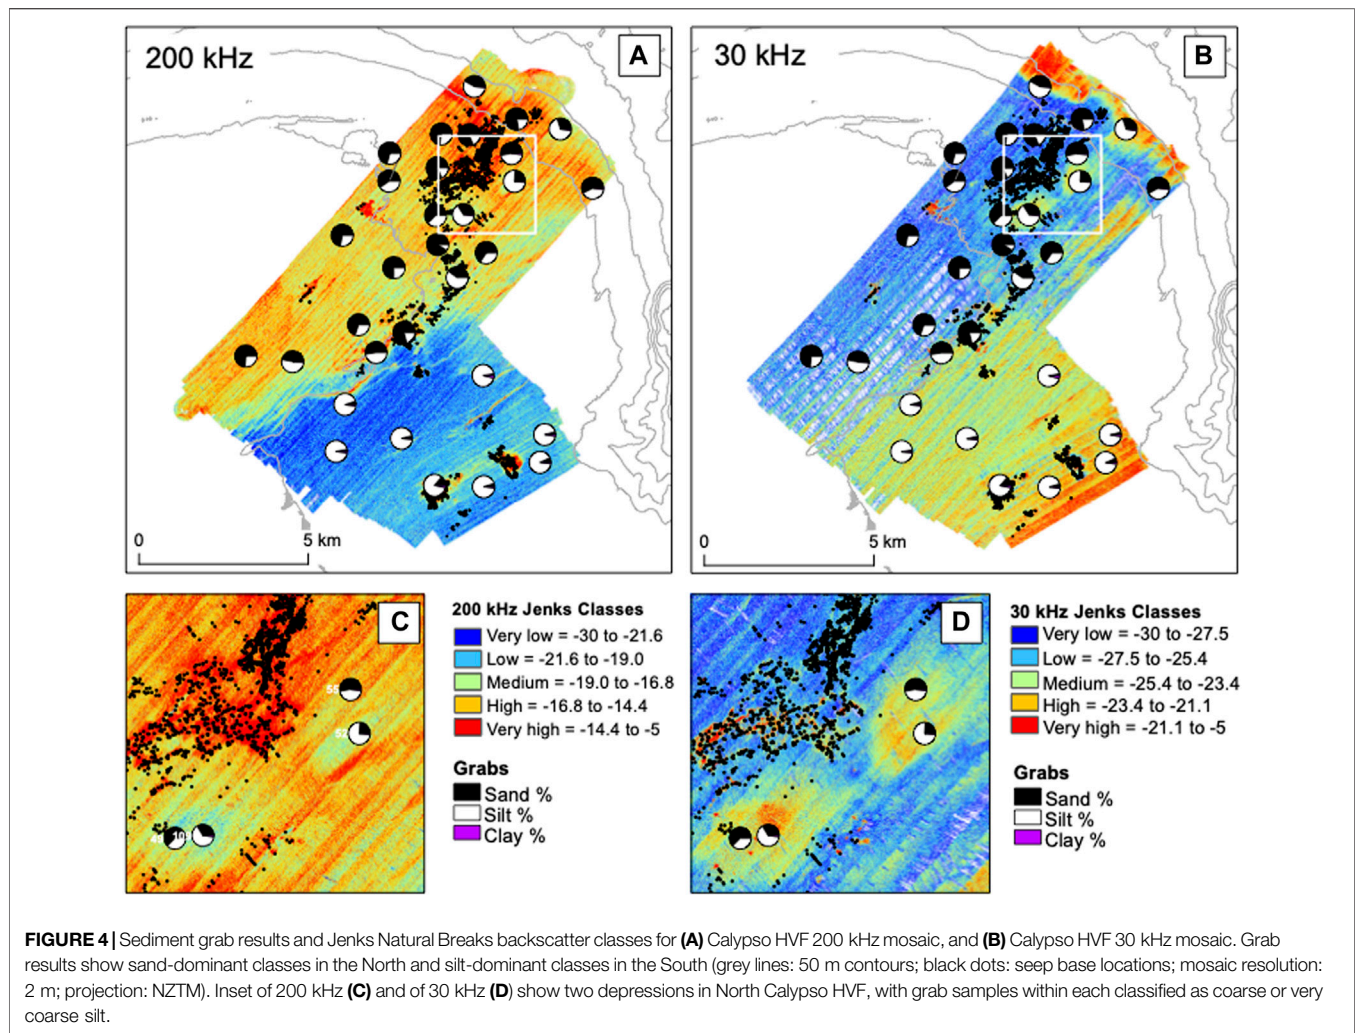 200 kHz
A
30 kHz
B
0
5 km
0
5 km
C
200 kHz Jenks Classes
Very low = -30 to -21.6
Low = -21.6 to -19.0
Medium = -19.0 to -16.8
High = -16.8 to -14.4
Very high = -14.4 to -5
Grabs
Sand %
Silt %
Clay %
55
52
D
30 kHz Jenks Classes
Very low = -30 to -27.5
Low = -27.5 to -25.4
Medium = -25.4 to -23.4
High = -23.4 to -21.1
Very high = -21.1 to -5
Grabs
Sand %
Silt %
Clay %
FIGURE 4 | Sediment grab results and Jenks Natural Breaks backscatter classes for (A) Calypso HVF 200 kHz mosaic, and (B) Calypso HVF 30 kHz mosaic. Grab
results show sand-dominant classes in the North and silt-dominant classes in the South (grey lines: 50 m contours; black dots: seep base locations; mosaic resolution:
2 m; projection: NZTM). Inset of 200 kHz (C) and of 30 kHz (D) show two depressions in North Calypso HVF, with grab samples within each classified as coarse or very
coarse silt.